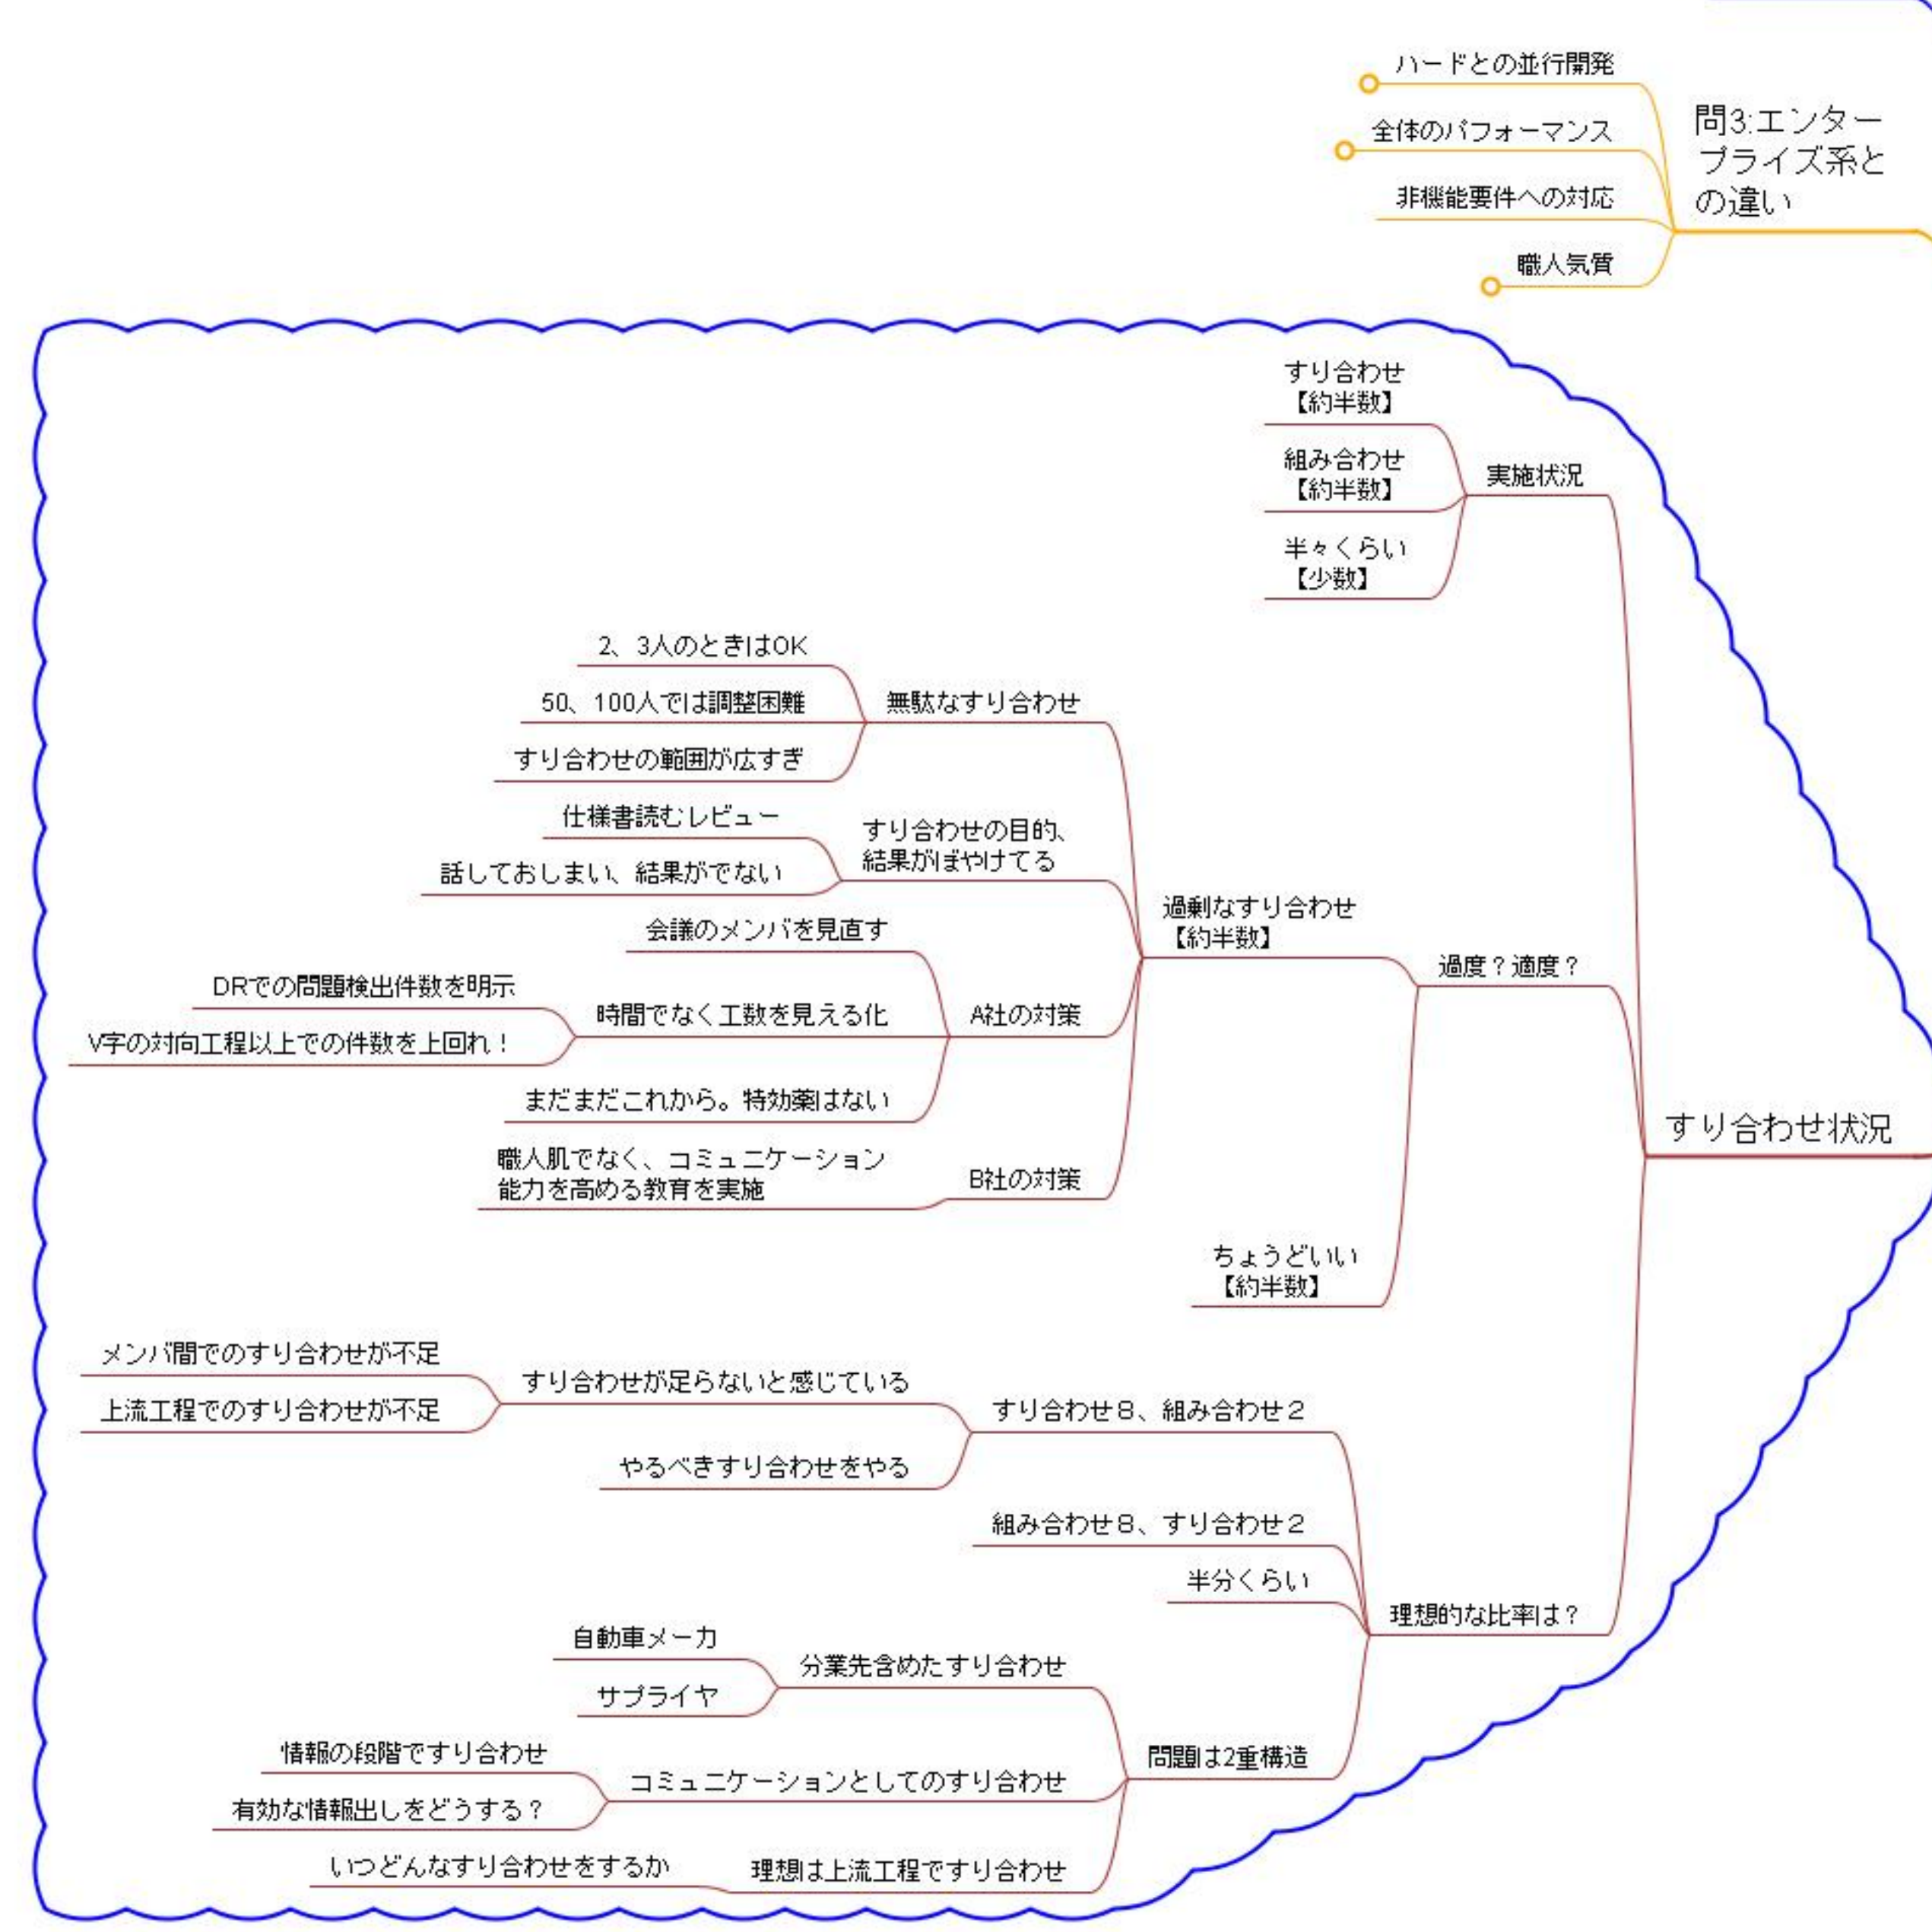 ハードとの並行開発
全体のパフォーマンス
非機能要件への対応
職人気質
問3:エンター
プライズ系と
の違い
すり合わせ
【約半数】
組み合わせ
【約半数】
半々くらい
【少数】
実施状況
2、3人のときはOK
50、100人では調整困難
すり合わせの範囲が広すぎ
無駄なすり合わせ
仕様書読むレビュー
話しておしまい、結果がでない
すり合わせの目的、
結果がぼやけてる
会議のメンバを見直す
DRでの問題検出件数を明示
V字の対向工程以上での件数を上回れ！
時間でなく工数を見える化
まだまだこれから。特効薬はない
A社の対策
職人肌でなく、コミュニケーション
能力を高める教育を実施
B社の対策
過剰なすり合わせ
【約半数】
ちょうどいい
【約半数】
過度？適度？
すり合わせ状況
メンバ間でのすり合わせが不足
上流工程でのすり合わせが不足
すり合わせが足らないと感じている
やるべきすり合わせをやる
すり合わせ８、組み合わせ２
組み合わせ８、すり合わせ２
半分くらい
理想的な比率は？
自動車メーカ
サプライヤ
分業先含めたすり合わせ
情報の段階ですり合わせ
有効な情報出しをどうする？
コミュニケーションとしてのすり合わせ
いつどんなすり合わせをするか
理想は上流工程ですり合わせ
問題は2重構造